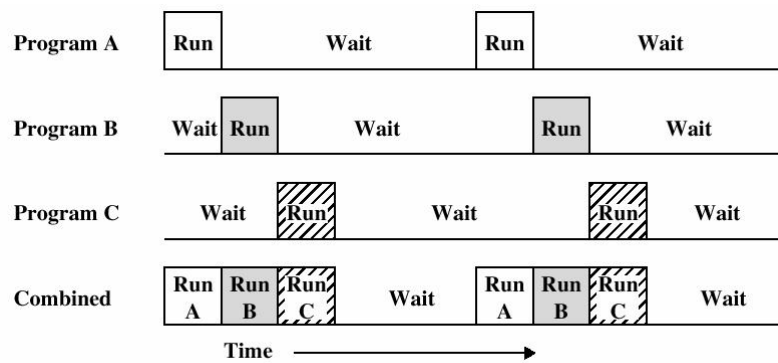 Program A Run Wait Run Wait
Program B Wait Run Wait Run Wait
Program C Wait Run Wait Run Wait
Combined Run A Run B Run C Wait Run A Run B Run C Wait
Time